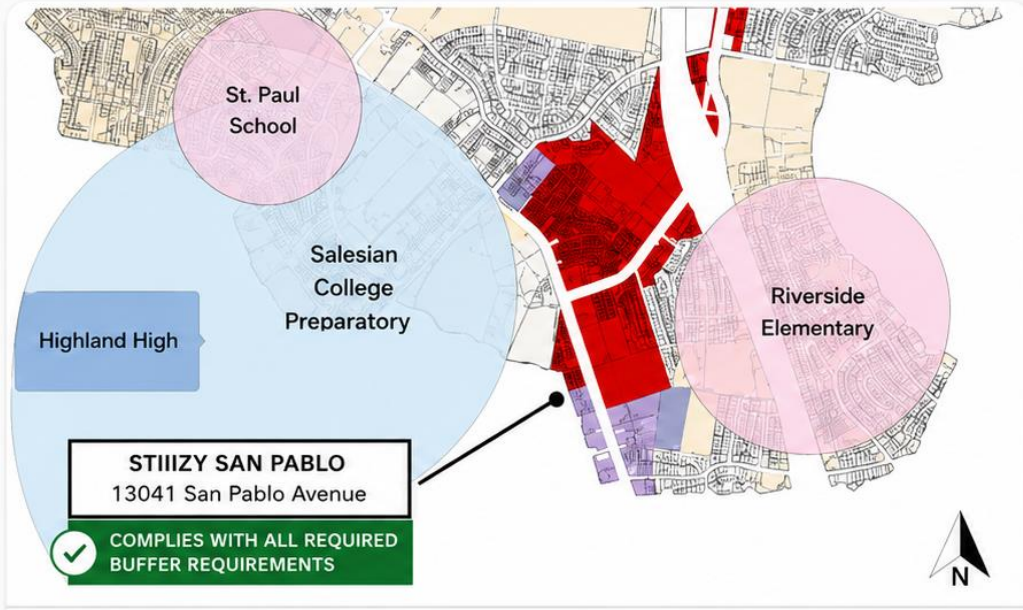 St. Paul
School
Salesian
College
Preparatory
Highland High
Riverside
Elementary
STIIIZY SAN PABLO
13041 San Pablo Avenue
COMPLIES WITH ALL REQUIRED
BUFFER REQUIREMENTS
N